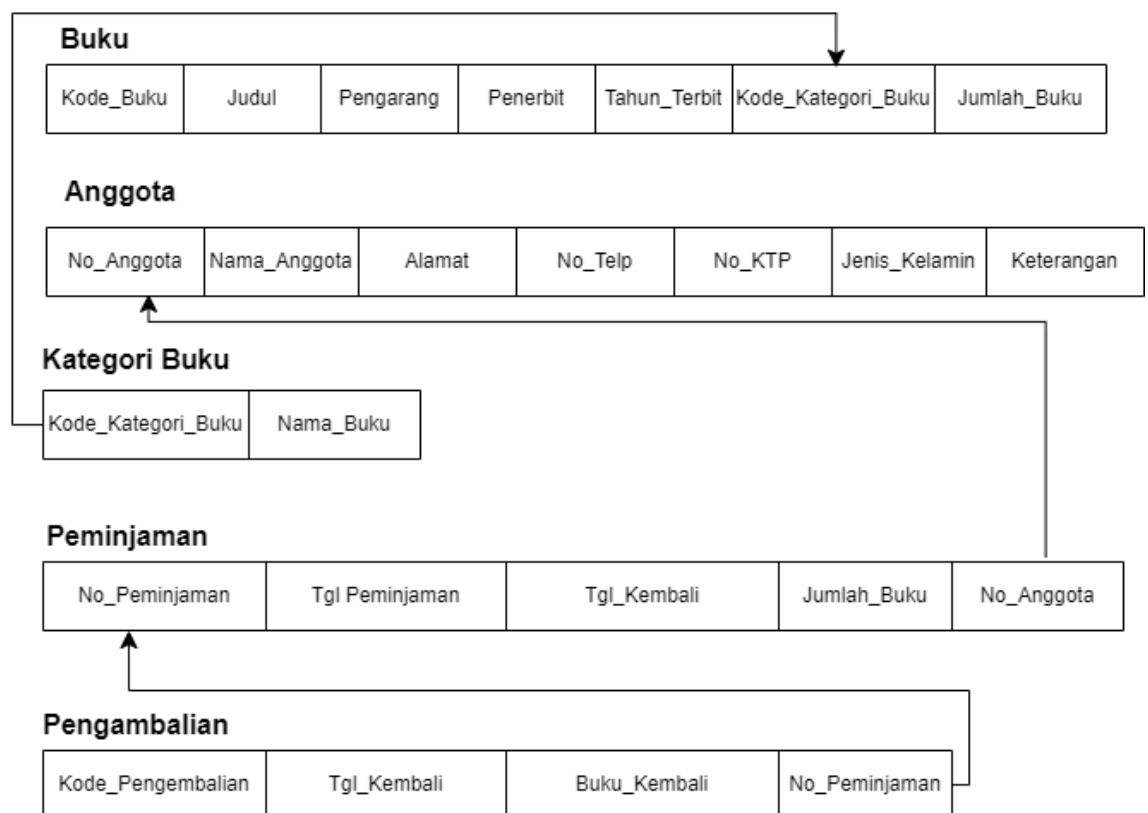 Buku
Kode_Buku Judul Pengarang Penerbit Tahun_Terbit Kode_Kategori_Buku Jumlah_Buku
Anggota
No_Anggota Nama_Anggota Alamat No_Telp No_KTP Jenis_Kelamin Keterangan
Kategori Buku
Kode_Kategori_Buku Nama_Buku
Peminjaman
No_Peminjaman Tgl Peminjaman Tgl_Kembali Jumlah_Buku No_Anggota
Pengambalian
Kode_Pengembalian Tgl_Kembali Buku_Kembali No_Peminjaman